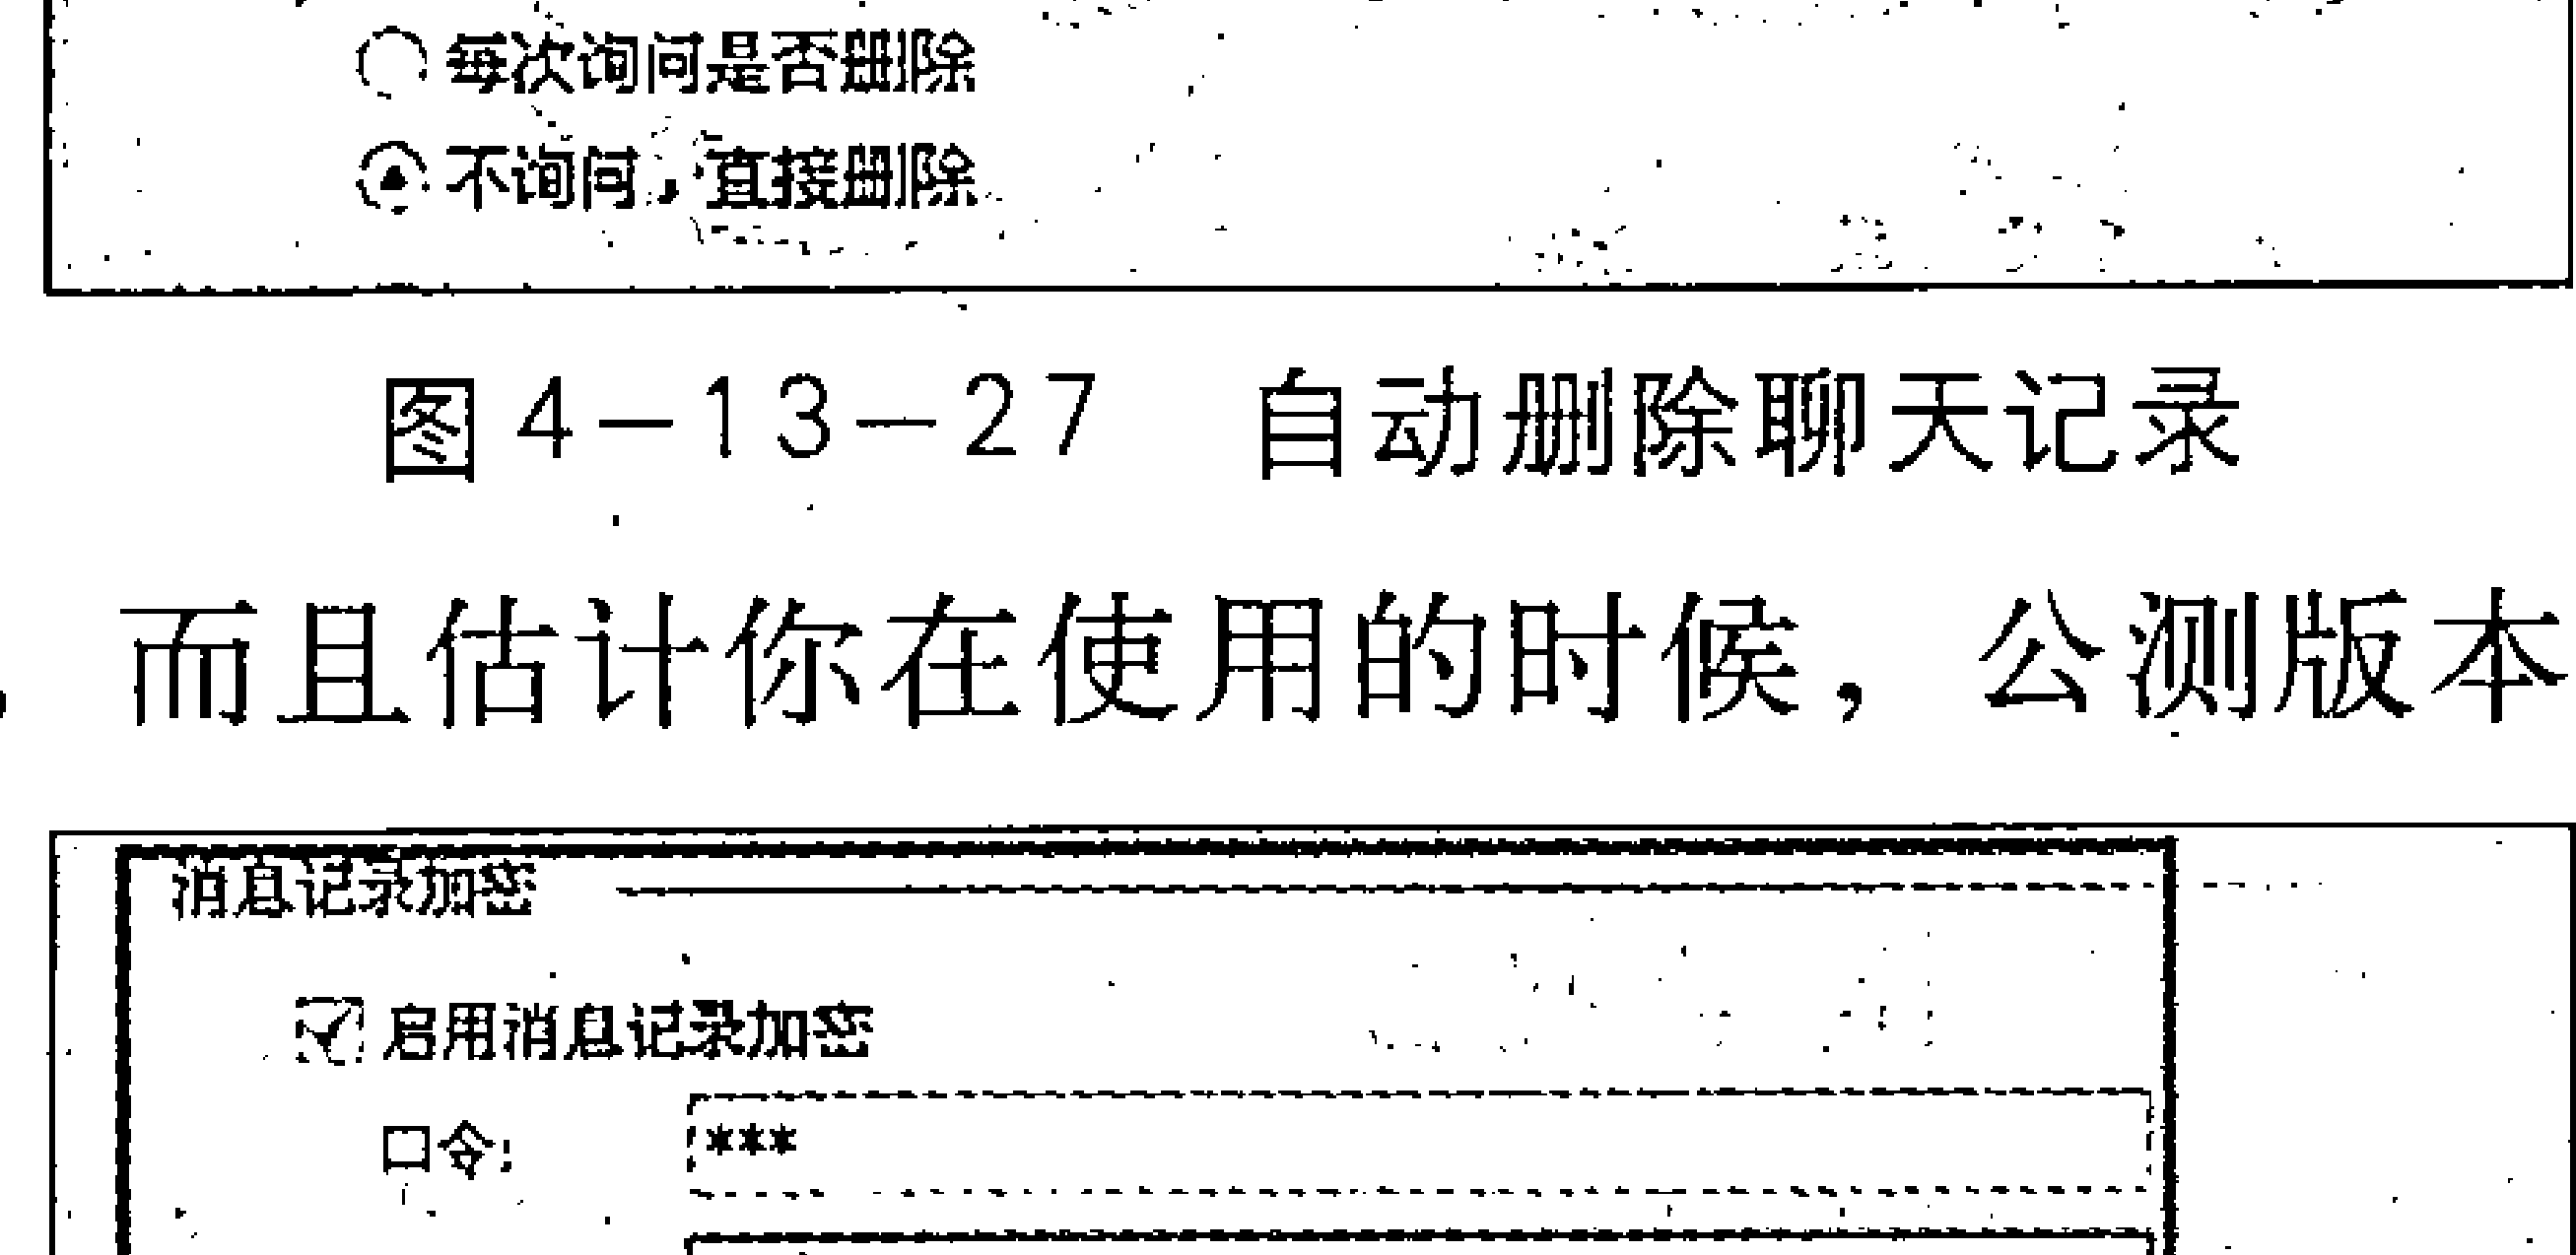 每次询问是否删除
不询问，直接删除
图4-13-27 自动删除聊天记录
，而且估计你在使用的时候，公测版本
消息记录加密
启用消息记录加密
口令:
***